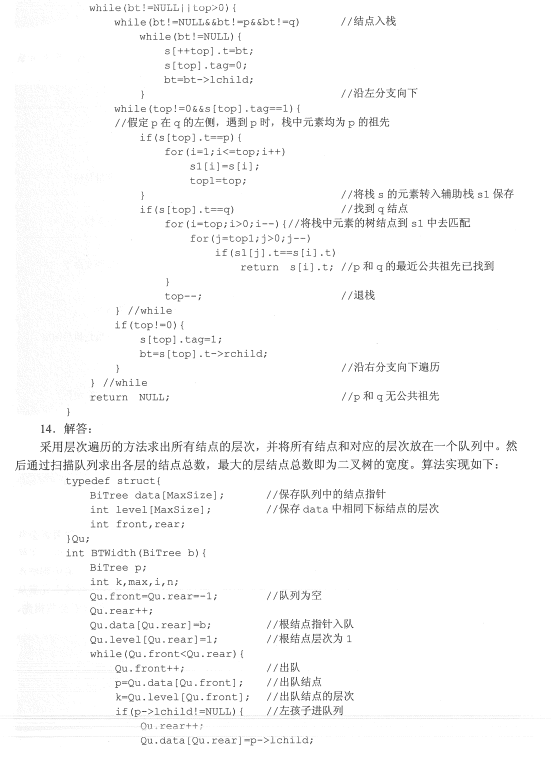 while(bt!=NULL||top>0){
while(bt!=NULL&&bt!=p&&bt!=q) //结点入栈
while(bt!=NULL){
s[++top].t=bt;
s[top].tag=0;
bt=bt->lchild;
} //沿左分支向下
while(top!=0&&s[top].tag==1){
//假定p在q的左侧，遇到p时，栈中元素均为p的祖先
if(s[top].t==p){
for(i=1;i<=top;i++)
s1[i]=s[i];
top1=top;
} //将栈s的元素转入辅助栈s1保存
if(s[top].t==q) //找到q结点
for(i=top;i>0;i--){//将栈中元素的树结点到s1中去匹配
for(j=top1;j>0;j--)
if(s1[j].t==s[i].t)
return s[i].t; //p和q的最近公共祖先已找到
}
top--; //退栈
} //while
if(top!=0){
s[top].tag=1;
bt=s[top].t->rchild;
} //沿右分支向下遍历
} //while
return NULL; //p和q无公共祖先
}
14．解答：
采用层次遍历的方法求出所有结点的层次，并将所有结点和对应的层次放在一个队列中。然
后通过扫描队列求出各层的结点总数，最大的层结点总数即为二叉树的宽度。算法实现如下：
typedef struct{
BiTree data[MaxSize]; //保存队列中的结点指针
int level[MaxSize]; //保存data中相同下标结点的层次
int front,rear;
}Qu;
int BTWidth(BiTree b){
BiTree p;
int k,max,i,n;
Qu.front=Qu.rear=-1; //队列为空
Qu.rear++;
Qu.data[Qu.rear]=b; //根结点指针入队
Qu.level[Qu.rear]=1; //根结点层次为1
while(Qu.front<Qu.rear){
Qu.front++; //出队
p=Qu.data[Qu.front]; //出队结点
k=Qu.level[Qu.front]; //出队结点的层次
if(p->lchild!=NULL){ //左孩子进队列
Qu.rear++;
Qu.data[Qu.rear]=p->lchild;